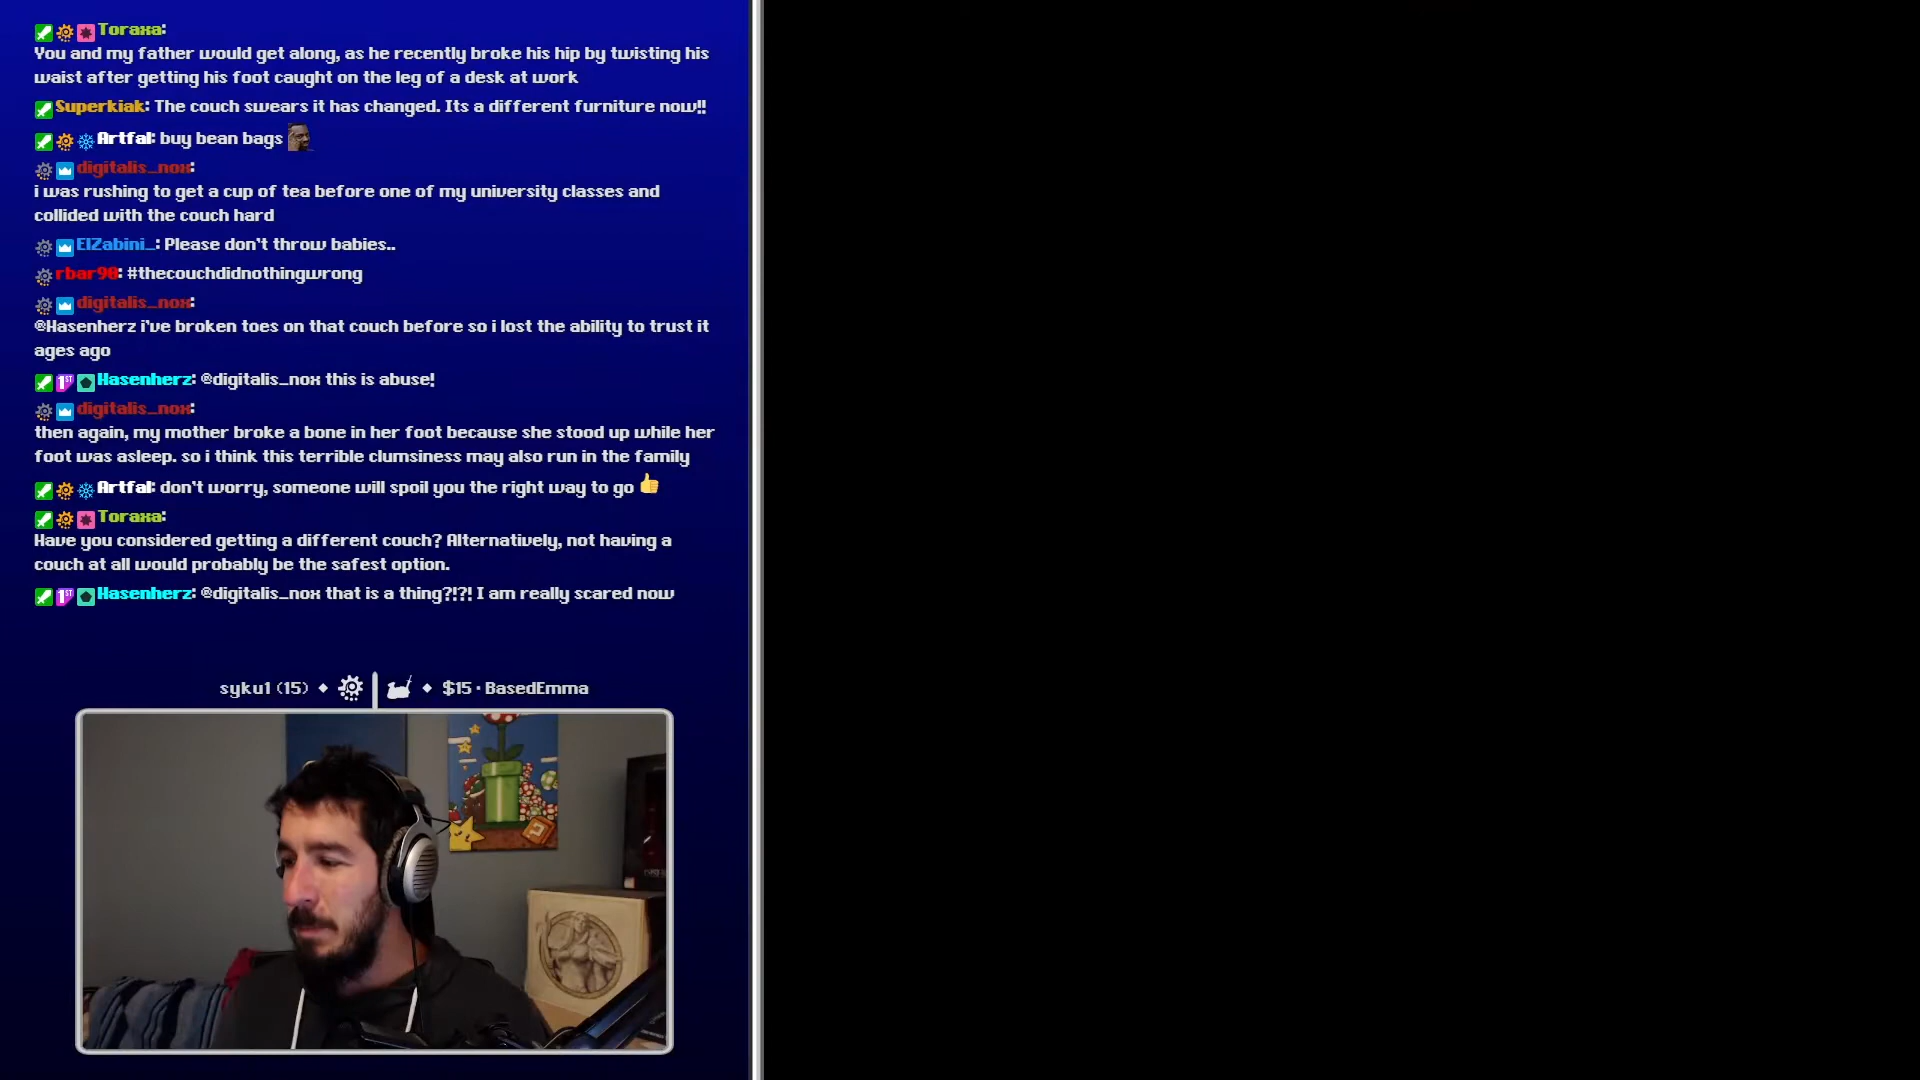 Toraxa:
You and my father would get along, as he recently broke his hip by twisting his
waist after getting his foot caught on the leg of a desk at work
Superkiak: The couch swears it has changed. Its a different furniture now!!
Artfal: buy bean bags
digitalis_nox:
i was rushing to get a cup of tea before one of my university classes and
collided with the couch hard
ElZabini_: Please don't throw babies..
rbar90: #thecouchdidnothingwrong
digitalis_nox:
@Hasenherz i've broken toes on that couch before so i lost the ability to trust it
ages ago
1ST Hasenherz: @digitalis_nox this is abuse!
digitalis_nox:
then again, my mother broke a bone in her foot because she stood up while her
foot was asleep. so i think this terrible clumsiness may also run in the family
Artfal: don't worry, someone will spoil you the right way to go
Toraxa:
Have you considered getting a different couch? Alternatively, not having a
couch at all would probably be the safest option.
1ST Hasenherz: @digitalis_nox that is a thing?!?! I am really scared now
syku1 (15) $15 · BasedEmma